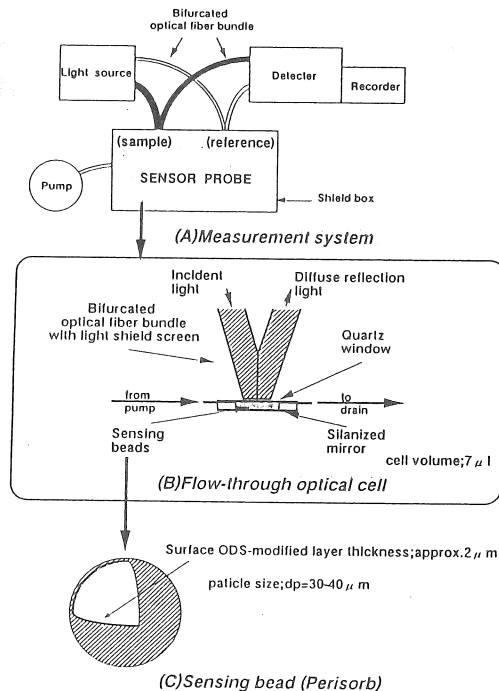 Bifurcated
optical fiber bundle
Light source
Detecter
Recorder
(sample)
(reference)
Pump
SENSOR PROBE
Shield box
(A)Measurement system
Incident
light
Diffuse reflection
light
Bifurcated
optical fiber bundle
with light shield screen
Quartz
window
from
pump
to
drain
Sensing
beads
Silanized
mirror
cell volume;7 μ l
(B)Flow-through optical cell
Surface ODS-modified layer thickness;approx.2 μ m
paticle size;dp=30-40 μ m
(C)Sensing bead (Perisorb)